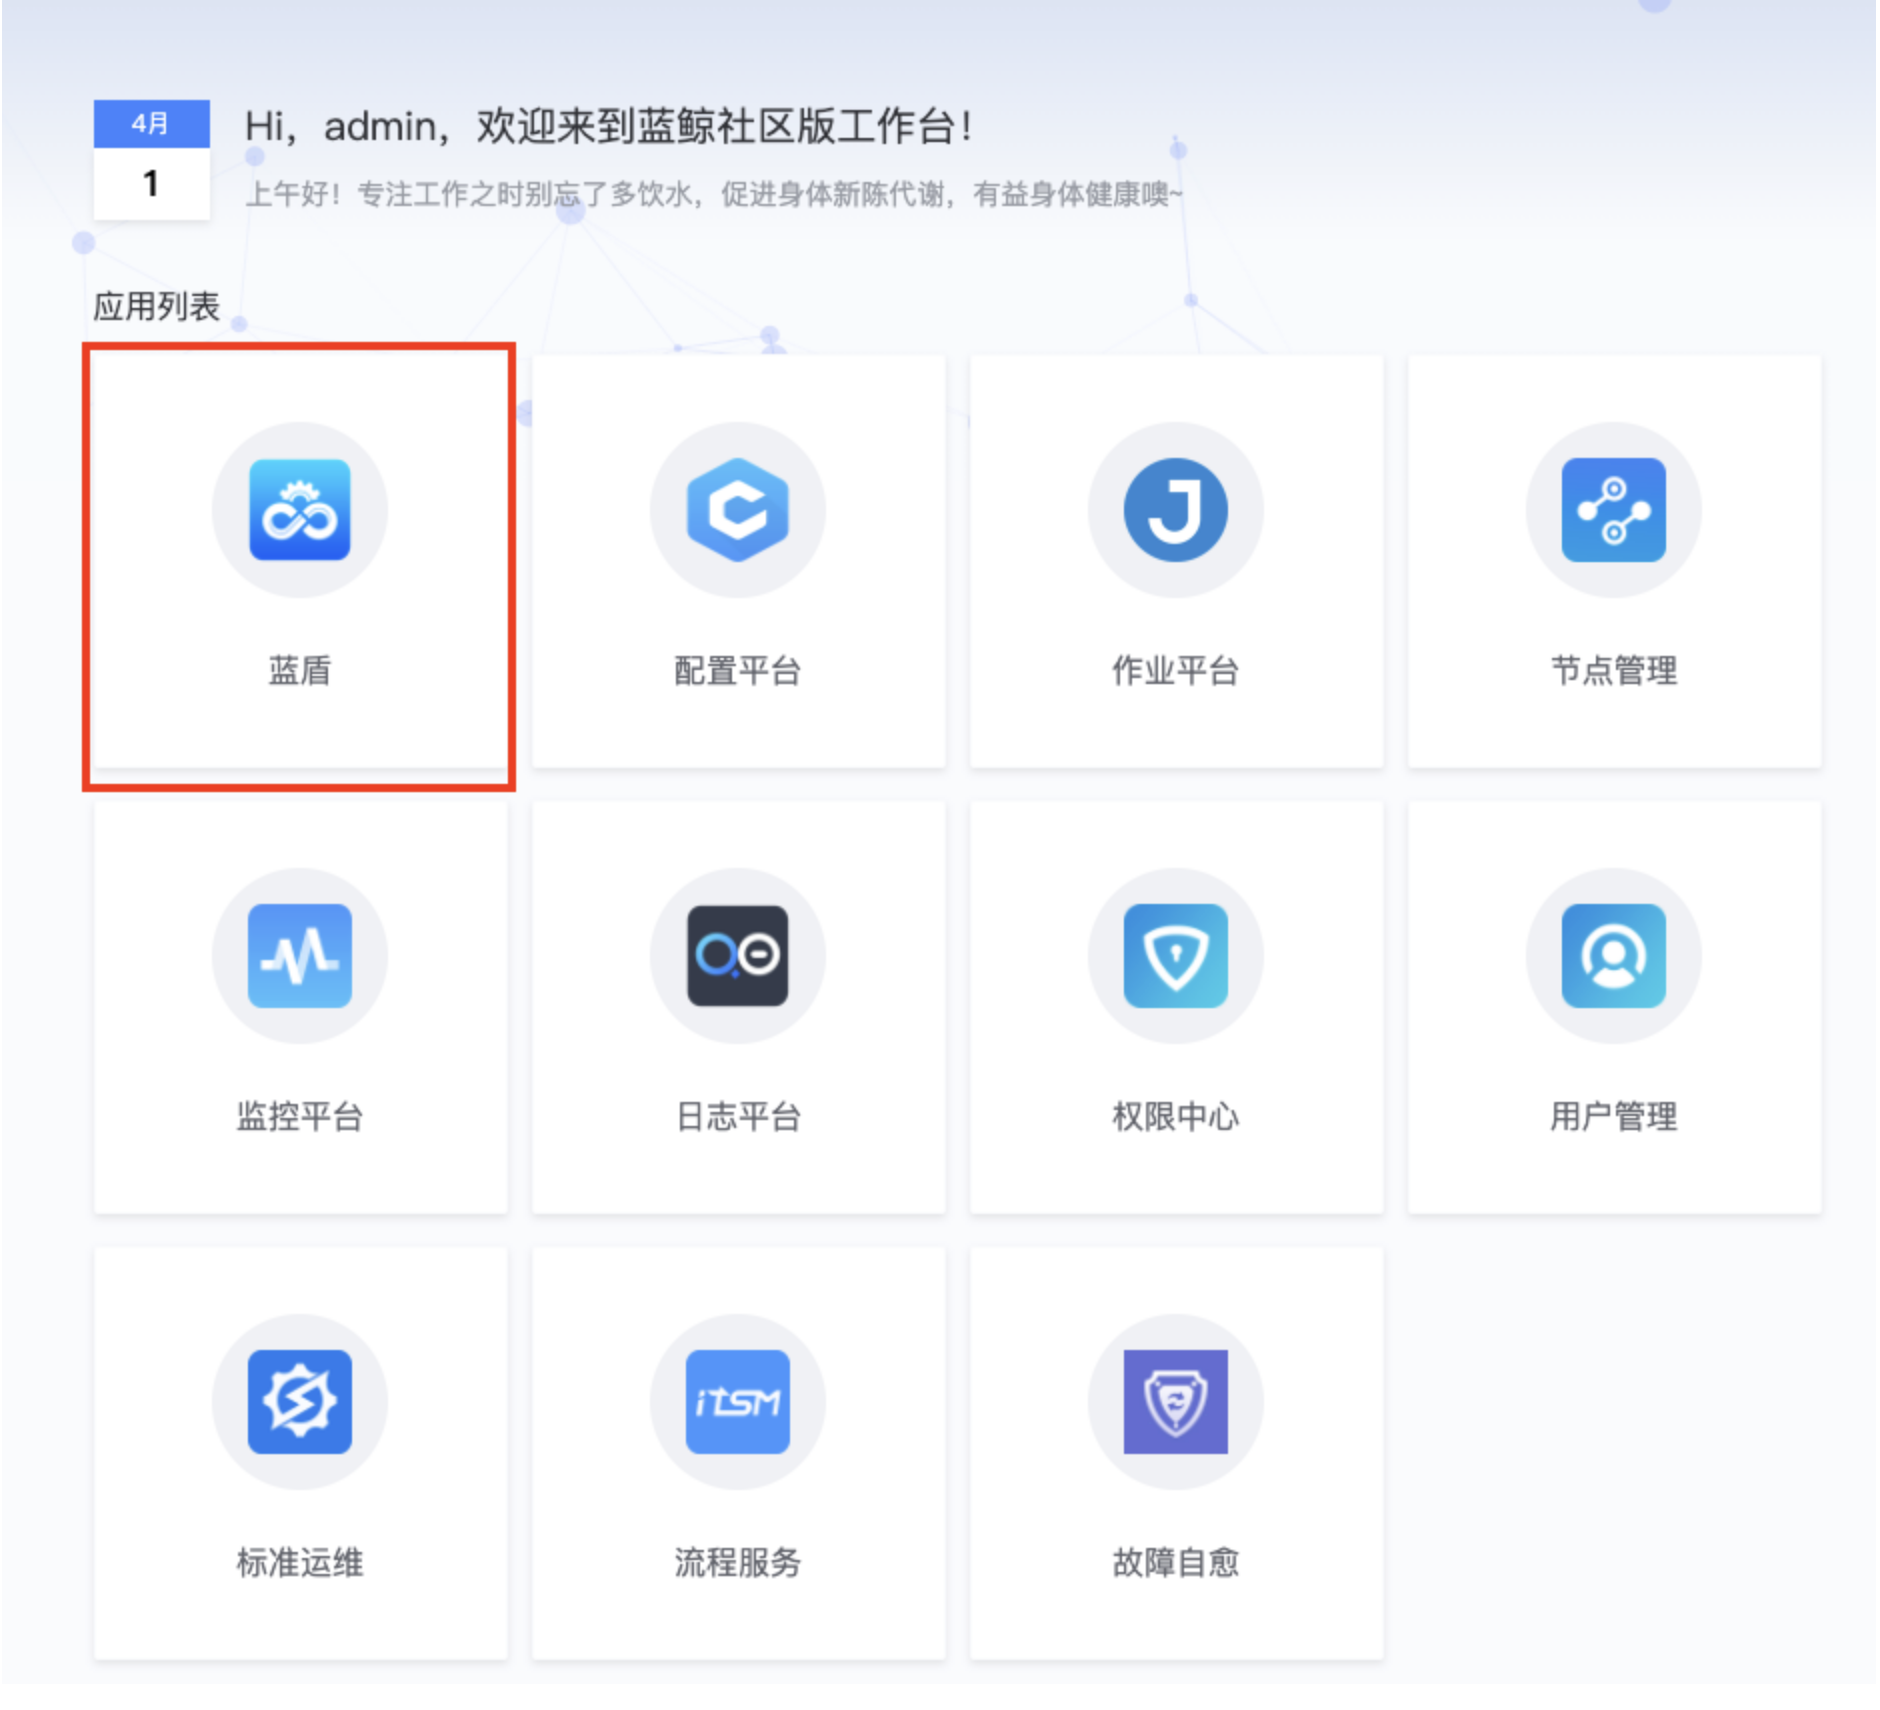 4月
1
Hi，admin，欢迎来到蓝鲸社区版工作台！
上午好！专注工作之时别忘了多饮水，促进身体新陈代谢，有益身体健康噢~
应用列表
蓝盾
配置平台
作业平台
节点管理
监控平台
日志平台
权限中心
用户管理
标准运维
iTSM
流程服务
故障自愈